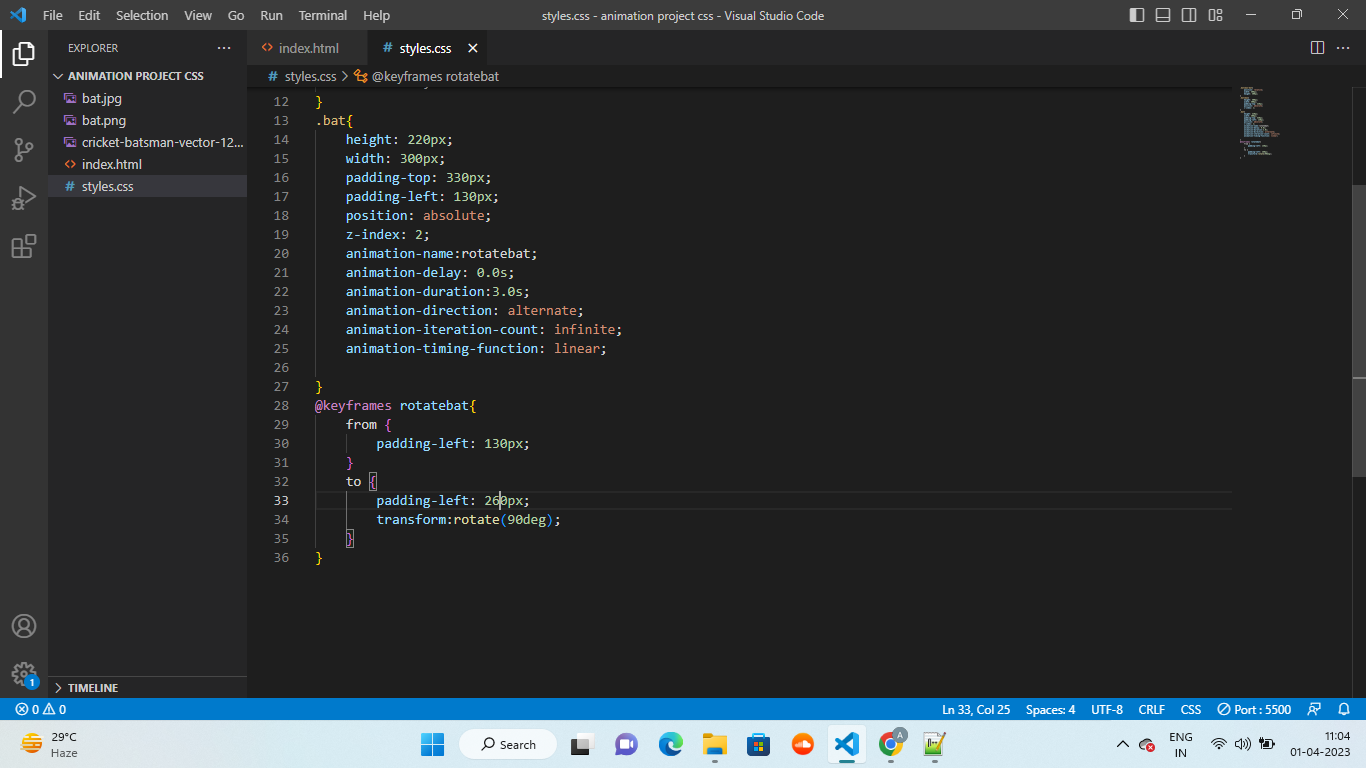 File Edit Selection View Go Run Terminal Help
styles.css - animation project css - Visual Studio Code
EXPLORER
ANIMATION PROJECT CSS
bat.jpg
bat.png
cricket-batsman-vector-12...
index.html
styles.css
TIMELINE
index.html
styles.css
styles.css > @keyframes rotatebat
12 }
13 .bat{
14 height: 220px;
15 width: 300px;
16 padding-top: 330px;
17 padding-left: 130px;
18 position: absolute;
19 z-index: 2;
20 animation-name:rotatebat;
21 animation-delay: 0.0s;
22 animation-duration:3.0s;
23 animation-direction: alternate;
24 animation-iteration-count: infinite;
25 animation-timing-function: linear;
26
27 }
28 @keyframes rotatebat{
29 from {
30 padding-left: 130px;
31 }
32 to {
33 padding-left: 260px;
34 transform:rotate(90deg);
35 }
36 }
1
0 0
Ln 33, Col 25 Spaces: 4 UTF-8 CRLF CSS Port : 5500
29°C
Haze
Search
A
ENG
IN
11:04
01-04-2023